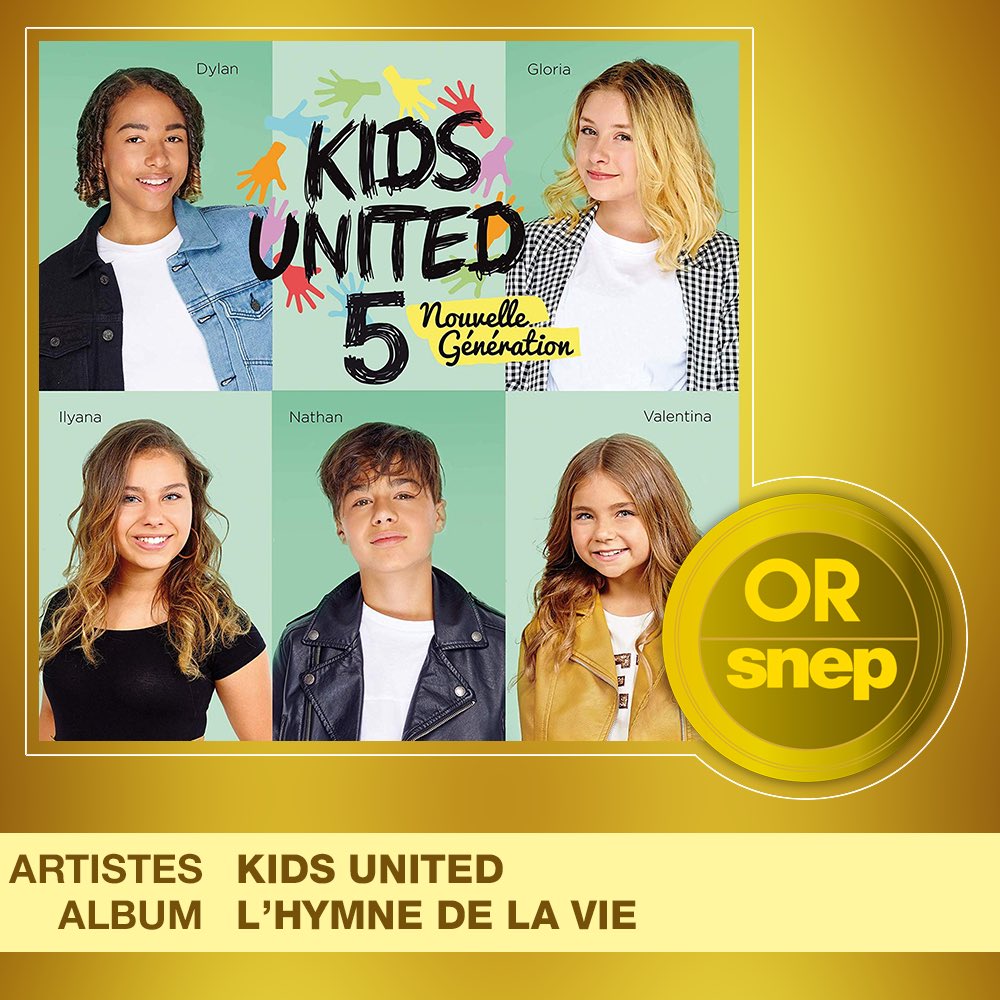 Dylan
Gloria
KIDS
UNITED
5 Nouvelle
Génération
Ilyana
Nathan
Valentina
OR
snep
ARTISTES KIDS UNITED
ALBUM L'HYMNE DE LA VIE